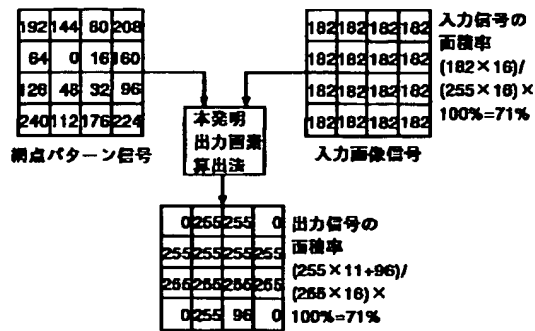 192 144 80 208
64 0 16 160
128 48 32 96
240 112 176 224
網点パターン信号
182 182 182 182
182 182 182 182
182 182 182 182
182 182 182 182
入力画像信号
入力信号の
面積率
(182×16)/
(255×16)×
100%=71%
本発明
出力画素
算出法
0 255 255 0
255 255 255 255
255 255 255 255
0 255 96 0
出力信号の
面積率
(255×11+96)/
(255×16)×
100%=71%